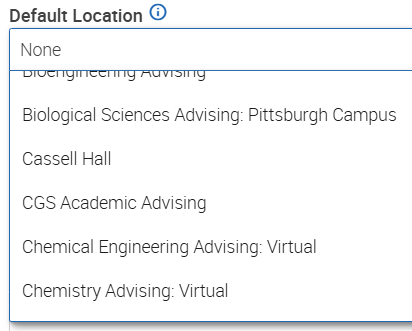 Default Location
None
Bioengineering Advising
Biological Sciences Advising: Pittsburgh Campus
Cassell Hall
CGS Academic Advising
Chemical Engineering Advising: Virtual
Chemistry Advising: Virtual